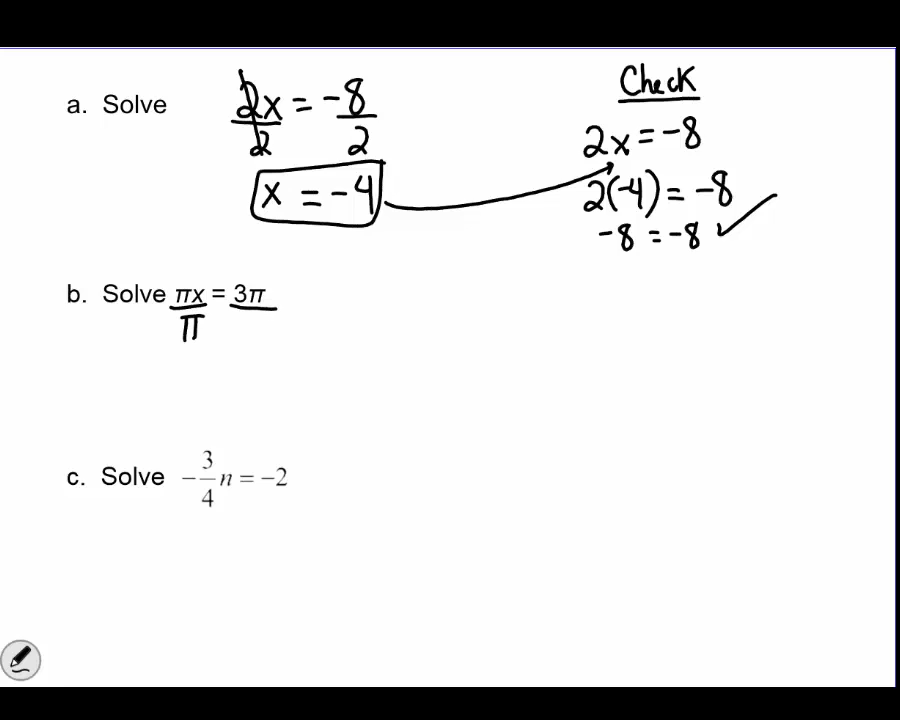 a. Solve 2x = -8
2 2
x = -4
Check
2x = -8
2(-4) = -8
-8 = -8 ✓
b. Solve πx = 3π
π
c. Solve -3/4 n = -2